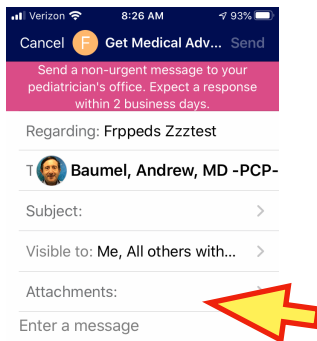 Verizon 8:26 AM 93%
Cancel F Get Medical Adv... Send
Send a non-urgent message to your
pediatrician's office. Expect a response
within 2 business days.
Regarding: Frppeds Zzztest
T Baumel, Andrew, MD -PCP-
Subject:
Visible to: Me, All others with...
Attachments:
Enter a message